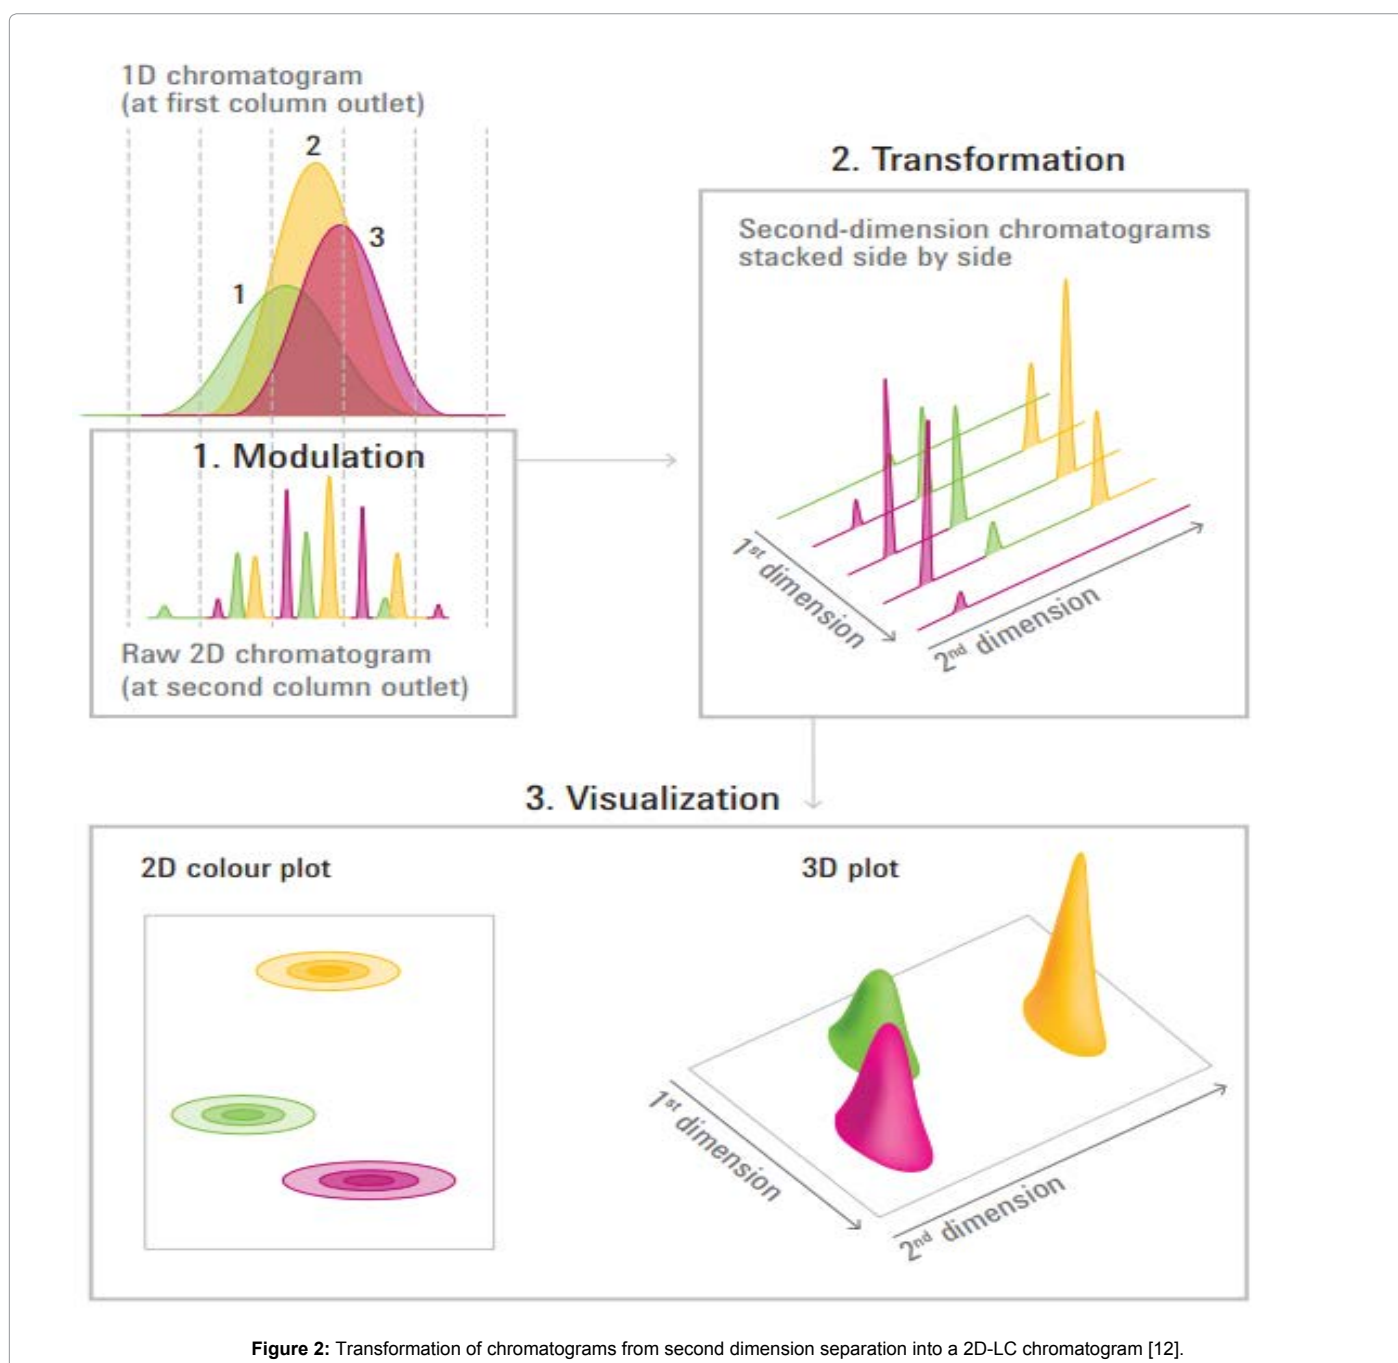 1D chromatogram
(at first column outlet)
2
3
1
1. Modulation
Raw 2D chromatogram
(at second column outlet)
2. Transformation
Second-dimension chromatograms
stacked side by side
1st dimension
2nd dimension
3. Visualization
2D colour plot
3D plot
1st dimension
2nd dimension
Figure 2: Transformation of chromatograms from second dimension separation into a 2D-LC chromatogram [12].